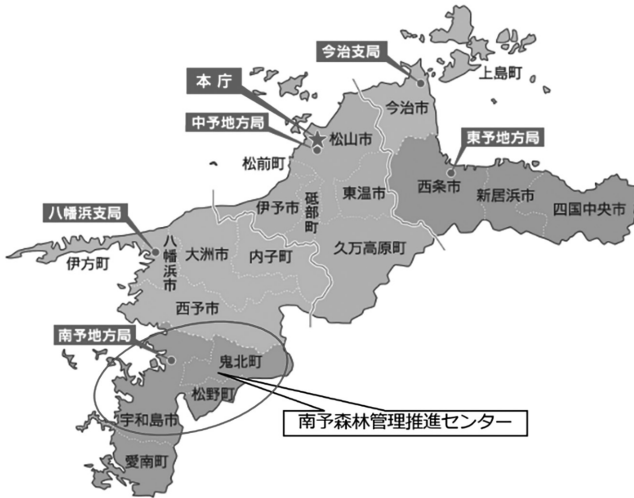 今治支局
上島町
本庁
今治市
中予地方局
松山市
東予地方局
松前町
東温市
西条市
新居浜市
四国中央市
伊予市
砥部町
八幡浜支局
八幡浜市
大洲市
内子町
久万高原町
伊方町
西予市
南予地方局
鬼北町
松野町
宇和島市
南予森林管理推進センター
愛南町